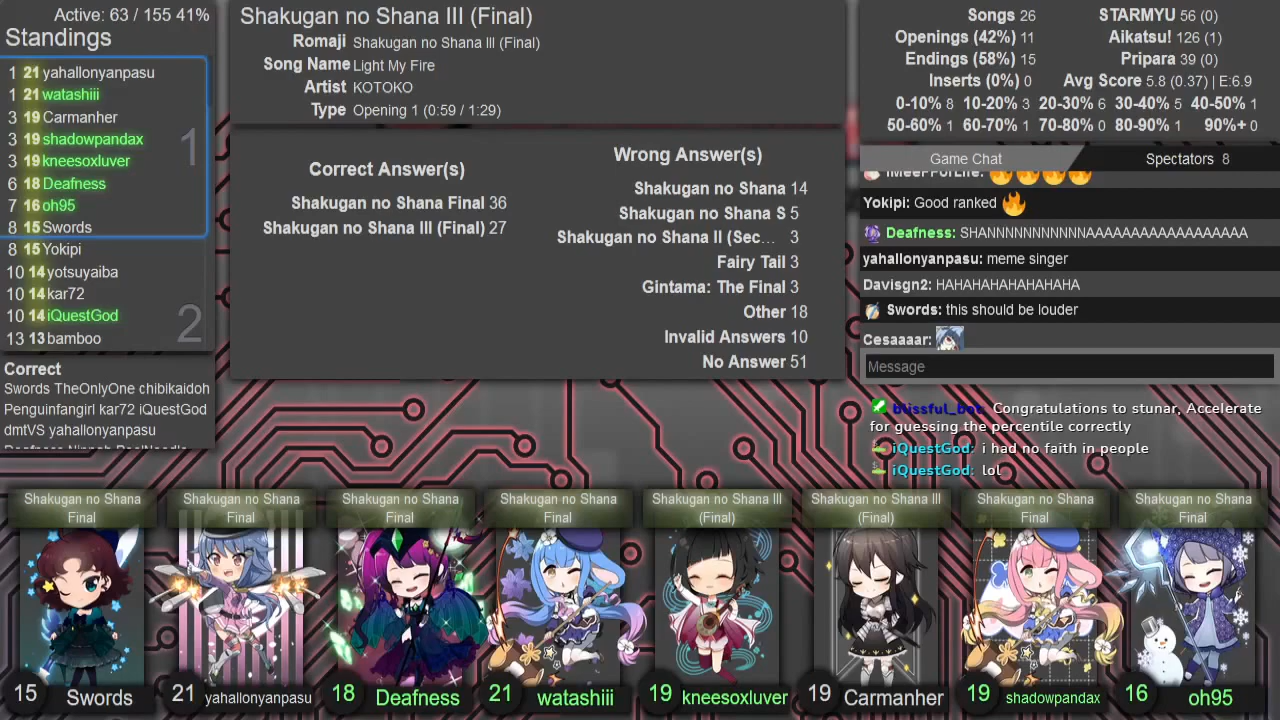 Active: 63 / 155 41%
Standings
1 21 yahallonyanpasu
1 21 watashiii
3 19 Carmanher
3 19 shadowpandax
3 19 kneesoxluver
1
6 18 Deafness
7 16 oh95
8 15 Swords
8 15 Yokipi
10 14 yotsuyaiba
10 14 kar72
10 14 iQuestGod
2
13 13 bamboo
Correct
Swords TheOnlyOne chibikaidoh
Penguinfangirl kar72 iQuestGod
dmtVS yahallonyanpasu
Shakugan no Shana III (Final)
Romaji Shakugan no Shana III (Final)
Song Name Light My Fire
Artist KOTOKO
Type Opening 1 (0:59 / 1:29)
Correct Answer(s)
Shakugan no Shana Final 36
Shakugan no Shana III (Final) 27
Wrong Answer(s)
Shakugan no Shana 14
Shakugan no Shana S 5
Shakugan no Shana II (Sec... 3
Fairy Tail 3
Gintama: The Final 3
Other 18
Invalid Answers 10
No Answer 51
Songs 26 STARMYU 56 (0)
Openings (42%) 11 Aikatsu! 126 (1)
Endings (58%) 15 Pripara 39 (0)
Inserts (0%) 0 Avg Score 5.8 (0.37) | E:6.9
0-10% 8 10-20% 3 20-30% 6 30-40% 5 40-50% 1
50-60% 1 60-70% 1 70-80% 0 80-90% 1 90%+ 0
Game Chat Spectators 8
Yokipi: Good ranked
Deafness: SHANNNNNNNNNNNAAAAAAAAAAAAAAAAAA
yahallonyanpasu: meme singer
Davisgn2: HAHAHAHAHAHAHAHA
Swords: this should be louder
Cesaaaar:
Message
blissful_bot: Congratulations to stunar, Accelerate
for guessing the percentile correctly
iQuestGod: i had no faith in people
iQuestGod: lol
Shakugan no Shana
Final
Shakugan no Shana
Final
Shakugan no Shana
Final
Shakugan no Shana
Final
Shakugan no Shana III
(Final)
Shakugan no Shana III
(Final)
Shakugan no Shana
Final
Shakugan no Shana
Final
15 Swords
21 yahallonyanpasu
18 Deafness
21 watashiii
19 kneesoxluver
19 Carmanher
19 shadowpandax
16 oh95